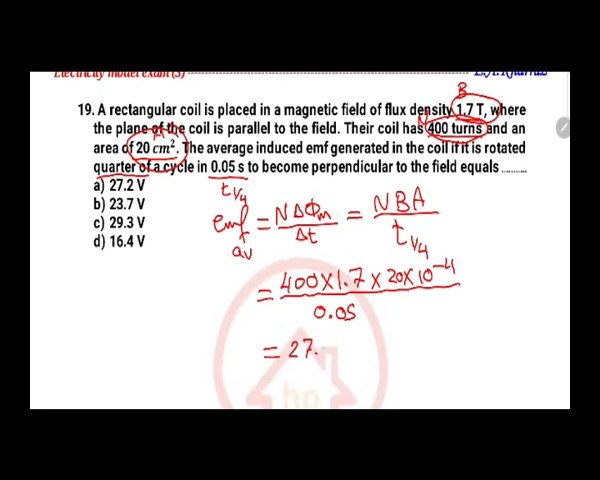 Electricity model exam (3)
19. A rectangular coil is placed in a magnetic field of flux density 1.7 T, where
B
the plane of the coil is parallel to the field. Their coil has 400 turns and an
N
area of 20 cm². The average induced emf generated in the coil if it is rotated
A
quarter of a cycle in 0.05 s to become perpendicular to the field equals ..........
t1/4
a) 27.2 V
b) 23.7 V
c) 29.3 V
d) 16.4 V
emf av = NΔΦm / Δt = NBA / t1/4
= 400 × 1.7 × 20 × 10⁻⁴ / 0.05
= 27.
hp